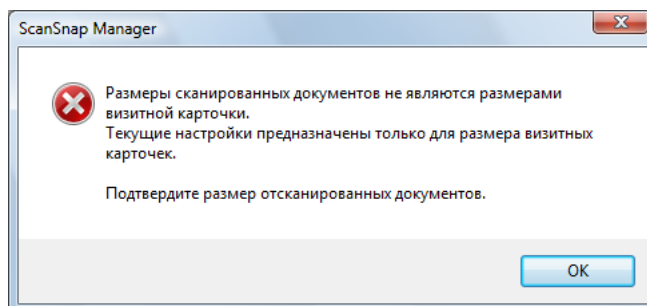 ScanSnap Manager
Размеры сканированных документов не являются размерами
визитной карточки.
Текущие настройки предназначены только для размера визитных
карточек.
Подтвердите размер отсканированных документов.
OK